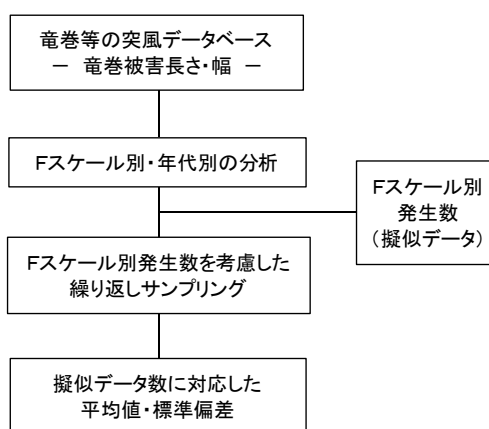 竜巻等の突風データベース
－ 竜巻被害長さ・幅 －
Fスケール別・年代別の分析
Fスケール別
発生数
（擬似データ）
Fスケール別発生数を考慮した
繰り返しサンプリング
擬似データ数に対応した
平均値・標準偏差